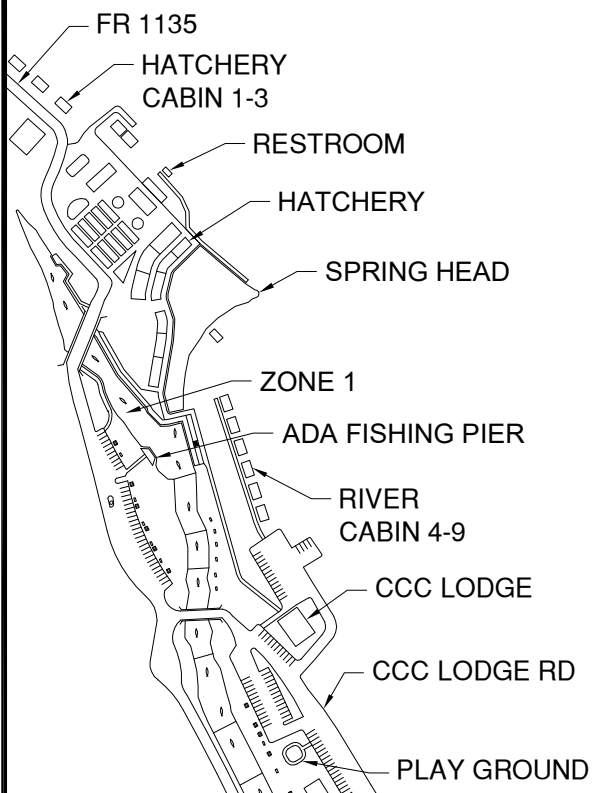 FR 1135
HATCHERY
CABIN 1-3
RESTROOM
HATCHERY
SPRING HEAD
ZONE 1
ADA FISHING PIER
RIVER
CABIN 4-9
CCC LODGE
CCC LODGE RD
PLAY GROUND